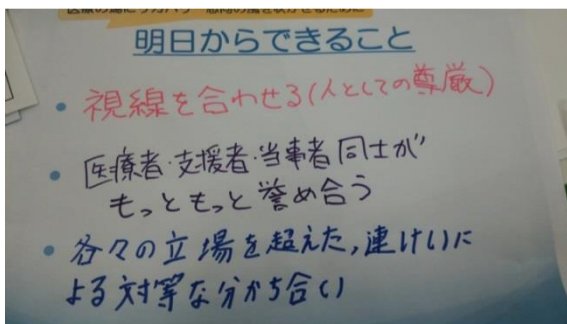 明日からできること
• 視線を合わせる(人としての尊厳)
• 医療者・支援者・当事者同士が
もっともっと誉め合う
• 各々の立場を超えた,連けいに
よる対等な分かち合い